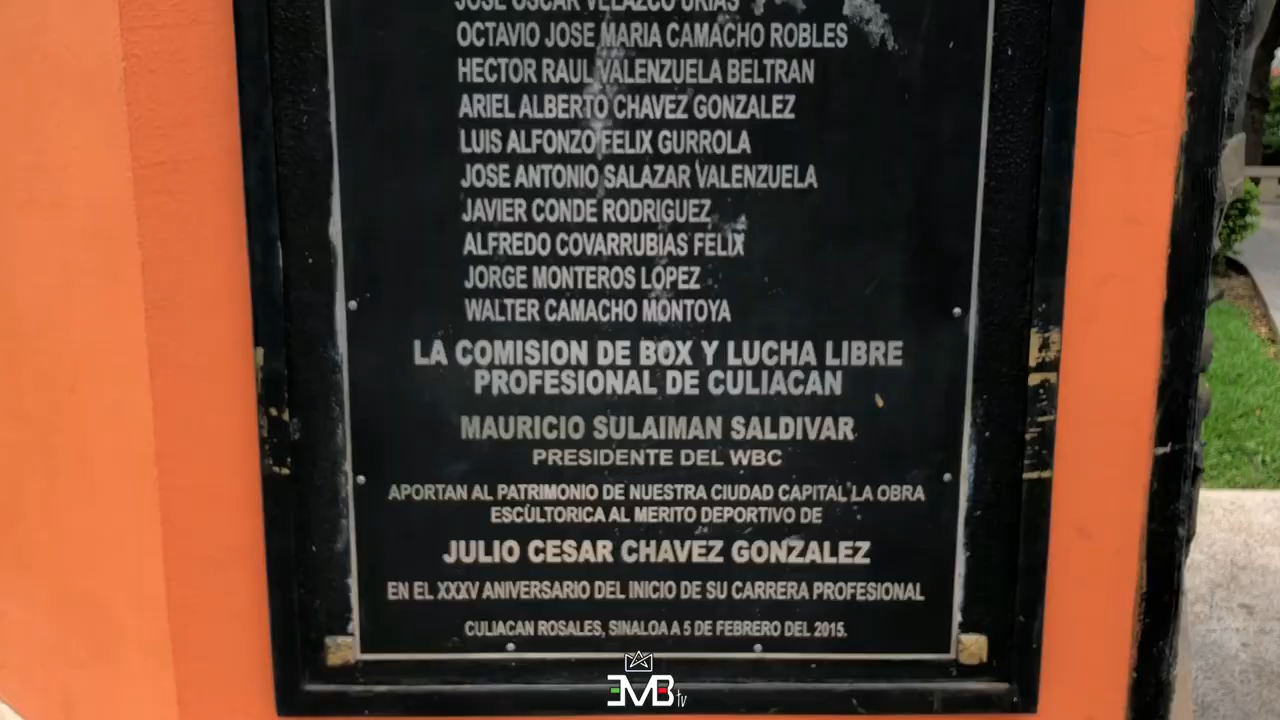 JOSE OSCAR VELAZCO URIAS
OCTAVIO JOSE MARIA CAMACHO ROBLES
HECTOR RAUL VALENZUELA BELTRAN
ARIEL ALBERTO CHAVEZ GONZALEZ
LUIS ALFONZO FELIX GURROLA
JOSE ANTONIO SALAZAR VALENZUELA
JAVIER CONDE RODRIGUEZ
ALFREDO COVARRUBIAS FELIX
JORGE MONTEROS LOPEZ
WALTER CAMACHO MONTOYA
LA COMISION DE BOX Y LUCHA LIBRE
PROFESIONAL DE CULIACAN
MAURICIO SULAIMAN SALDIVAR
PRESIDENTE DEL WBC
APORTAN AL PATRIMONIO DE NUESTRA CIUDAD CAPITAL LA OBRA
ESCULTORICA AL MERITO DEPORTIVO DE
JULIO CESAR CHAVEZ GONZALEZ
EN EL XXXV ANIVERSARIO DEL INICIO DE SU CARRERA PROFESIONAL
CULIACAN ROSALES, SINALOA A 5 DE FEBRERO DEL 2015.
EMB tv